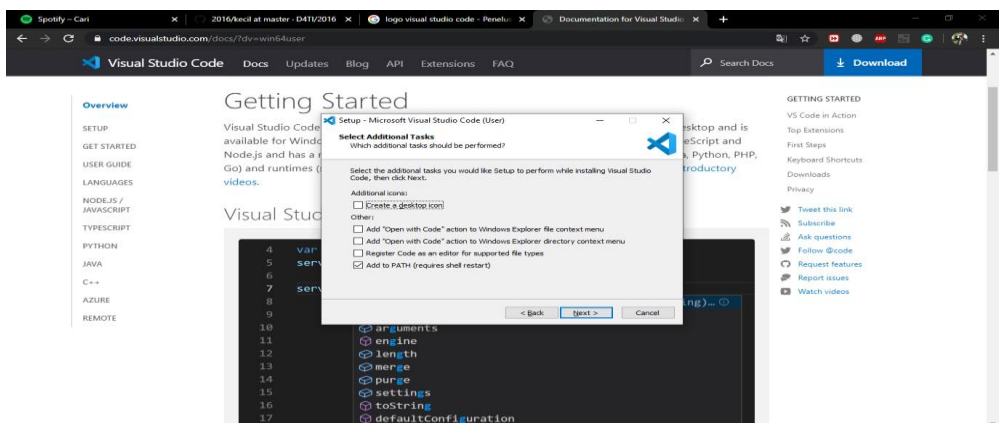 Spotify – Cari
2016/kecil at master · D4TI/2016
logo visual studio code - Penelu
Documentation for Visual Studio
code.visualstudio.com/docs/?dv=win64user
Visual Studio Code Docs Updates Blog API Extensions FAQ Search Docs Download
Overview
SETUP
GET STARTED
USER GUIDE
LANGUAGES
NODE.JS /
JAVASCRIPT
TYPESCRIPT
PYTHON
JAVA
C++
AZURE
REMOTE
Getting Started
Visual Studio Code
available for Windo
Node.js and has a r
Go) and runtimes (
videos.
esktop and is
eScript and
, Python, PHP,
troductory
Visual Stud
Setup - Microsoft Visual Studio Code (User)
Select Additional Tasks
Which additional tasks should be performed?
Select the additional tasks you would like Setup to perform while installing Visual Studio
Code, then click Next.
Additional icons:
Create a desktop icon
Other:
Add "Open with Code" action to Windows Explorer file context menu
Add "Open with Code" action to Windows Explorer directory context menu
Register Code as an editor for supported file types
Add to PATH (requires shell restart)
< Back Next > Cancel
4 var
5 serv
6
7 serv
8 ing)...
9
10 arguments
11 engine
12 length
13 merge
14 purge
15 settings
16 toString
17 defaultConfiguration
GETTING STARTED
VS Code in Action
Top Extensions
First Steps
Keyboard Shortcuts
Downloads
Privacy
Tweet this link
Subscribe
Ask questions
Follow @code
Request features
Report issues
Watch videos